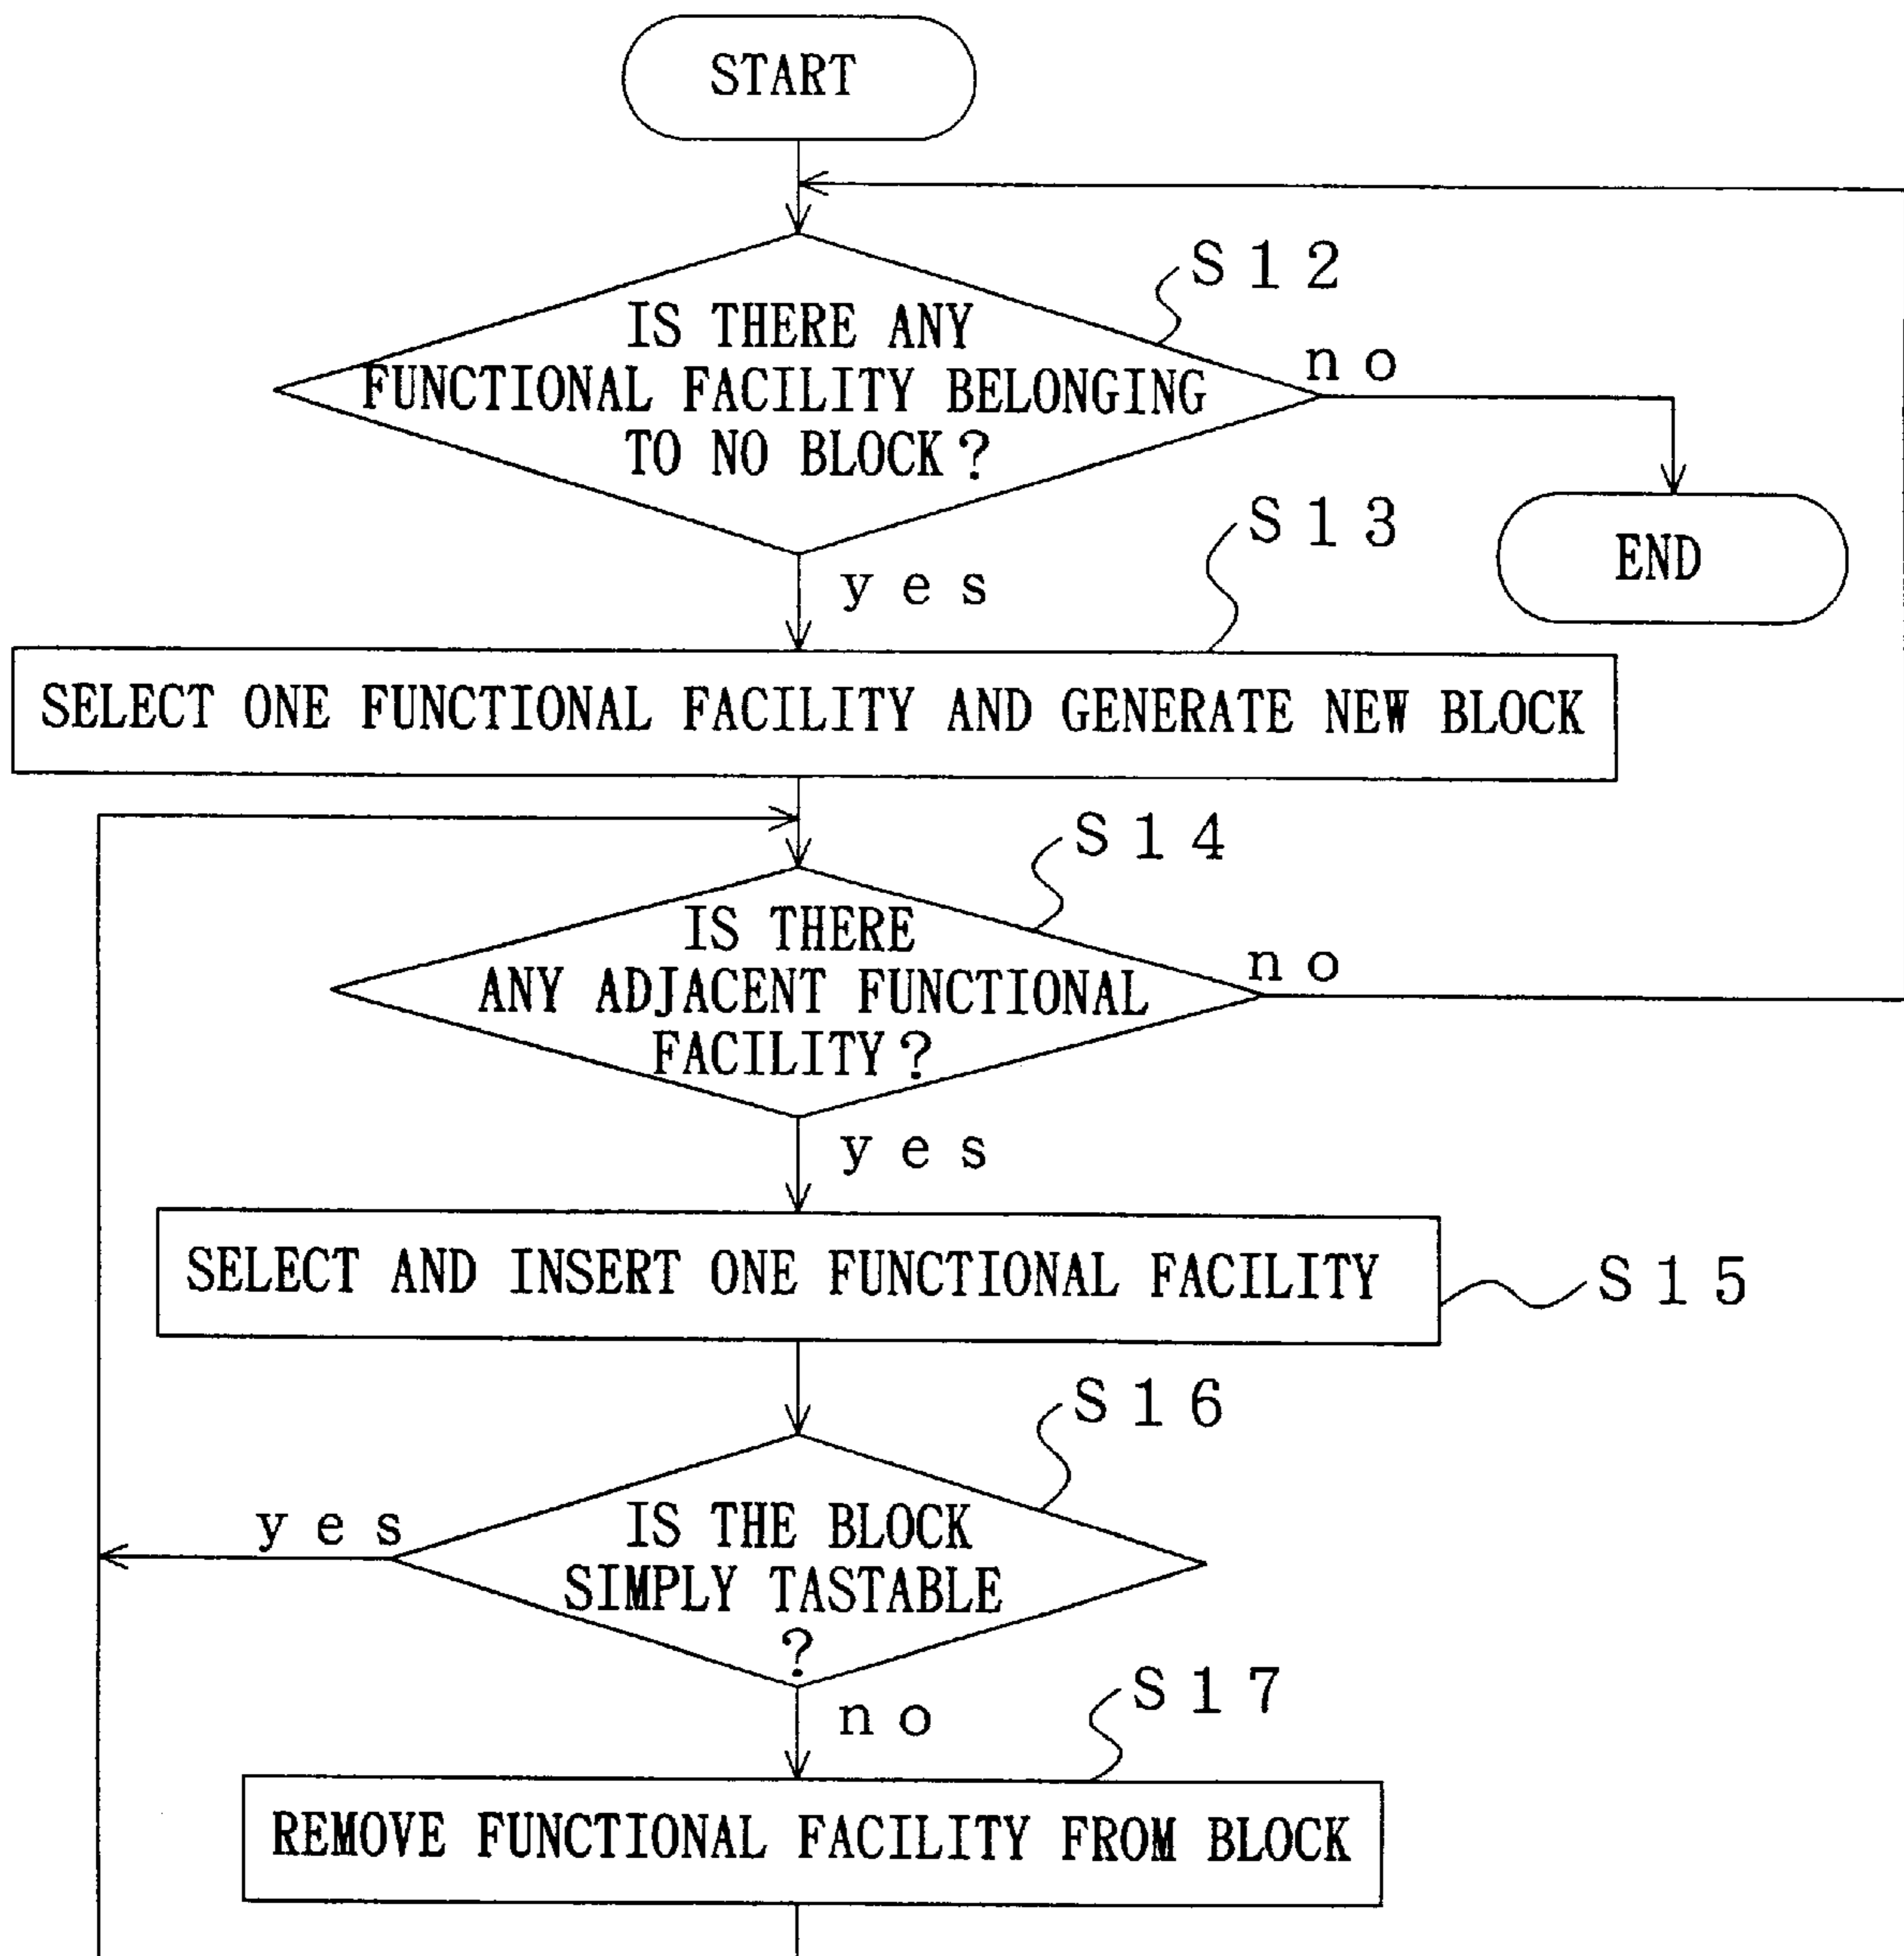 START
S12
IS THERE ANY
FUNCTIONAL FACILITY BELONGING
TO NO BLOCK?
no
END
yes
S13
SELECT ONE FUNCTIONAL FACILITY AND GENERATE NEW BLOCK
S14
IS THERE
ANY ADJACENT FUNCTIONAL
FACILITY?
no
yes
SELECT AND INSERT ONE FUNCTIONAL FACILITY
S15
S16
IS THE BLOCK
SIMPLY TASTABLE
?
yes
no
S17
REMOVE FUNCTIONAL FACILITY FROM BLOCK